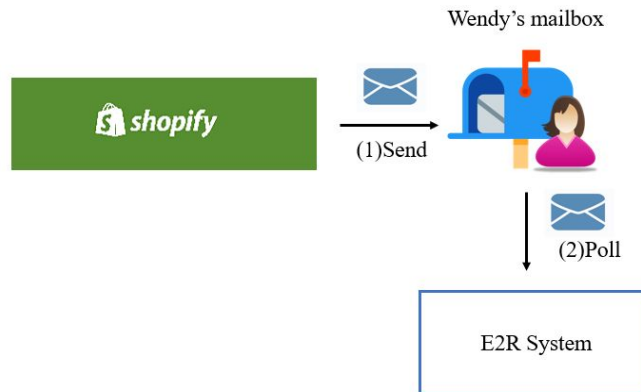 Wendy’s mailbox
shopify
(1)Send
(2)Poll
E2R System